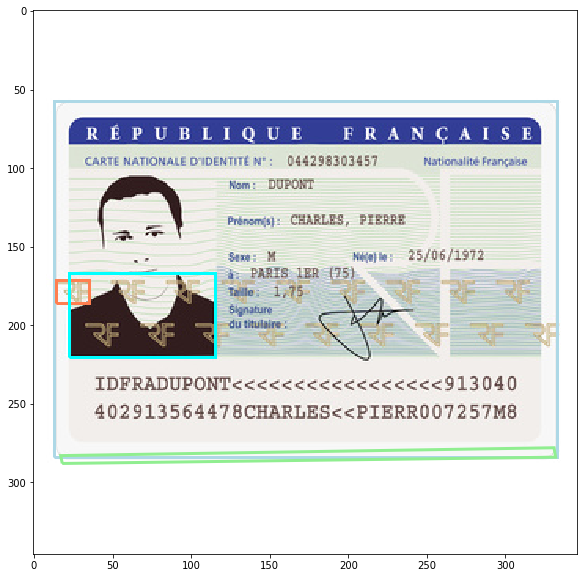 RÉPUBLIQUE FRANÇAISE
CARTE NATIONALE D'IDENTITÉ N° : 044298303457 Nationalité Française
Nom : DUPONT
Prénom(s) : CHARLES, PIERRE
Sexe : M Né(e) le : 25/06/1972
à : PARIS 1ER (75)
Taille : 1,75
Signature
du titulaire :
RF RF RF RF RF RF RF RF
RF RF RF RF RF RF RF
IDFRADUPONT<<<<<<<<<<<<<<<<<<913040
402913564478CHARLES<<PIERR007257M8
0
50
100
150
200
250
300
0 50 100 150 200 250 300